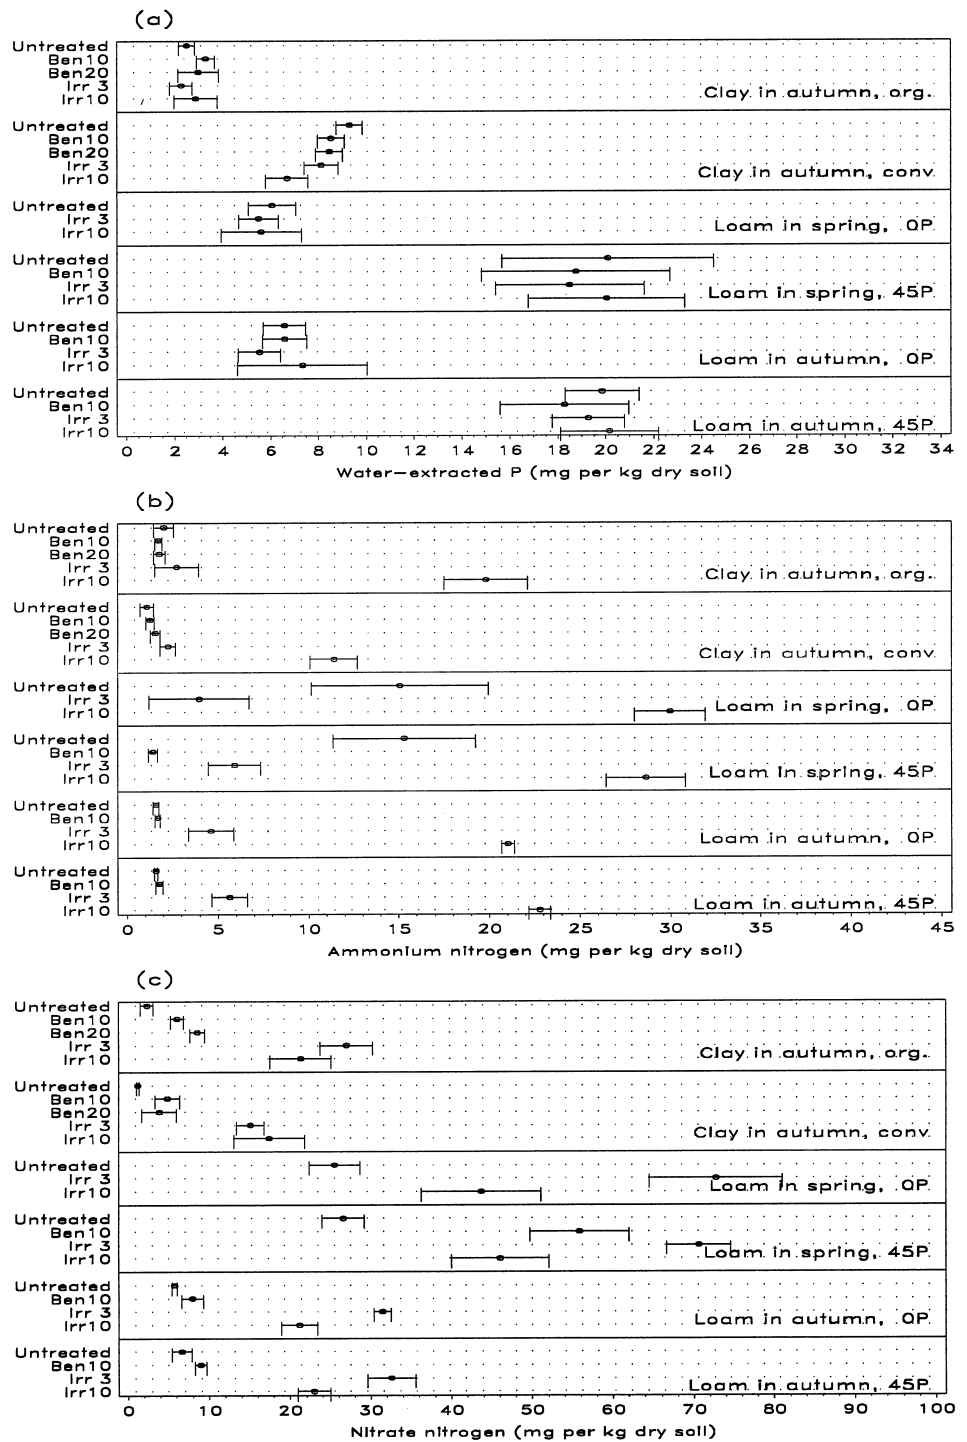 (a)
Untreated
Ben10
Ben20
Irr 3
Irr10
Clay in autumn, org.
Untreated
Ben10
Ben20
Irr 3
Irr10
Clay in autumn, conv.
Untreated
Irr 3
Irr10
Loam in spring, 0P.
Untreated
Ben10
Irr 3
Irr10
Loam in spring, 45P.
Untreated
Ben10
Irr 3
Irr10
Loam in autumn, 0P.
Untreated
Ben10
Irr 3
Irr10
Loam in autumn, 45P.
0 2 4 6 8 10 12 14 16 18 20 22 24 26 28 30 32 34
Water-extracted P (mg per kg dry soil)
(b)
Untreated
Ben10
Ben20
Irr 3
Irr10
Clay in autumn, org.
Untreated
Ben10
Ben20
Irr 3
Irr10
Clay in autumn, conv.
Untreated
Irr 3
Irr10
Loam in spring, 0P.
Untreated
Ben10
Irr 3
Irr10
Loam in spring, 45P.
Untreated
Ben10
Irr 3
Irr10
Loam in autumn, 0P.
Untreated
Ben10
Irr 3
Irr10
Loam in autumn, 45P.
0 5 10 15 20 25 30 35 40 45
Ammonium nitrogen (mg per kg dry soil)
(c)
Untreated
Ben10
Ben20
Irr 3
Irr10
Clay in autumn, org.
Untreated
Ben10
Ben20
Irr 3
Irr10
Clay in autumn, conv.
Untreated
Irr 3
Irr10
Loam in spring, 0P.
Untreated
Ben10
Irr 3
Irr10
Loam in spring, 45P.
Untreated
Ben10
Irr 3
Irr10
Loam in autumn, 0P.
Untreated
Ben10
Irr 3
Irr10
Loam in autumn, 45P.
0 10 20 30 40 50 60 70 80 90 100
Nitrate nitrogen (mg per kg dry soil)